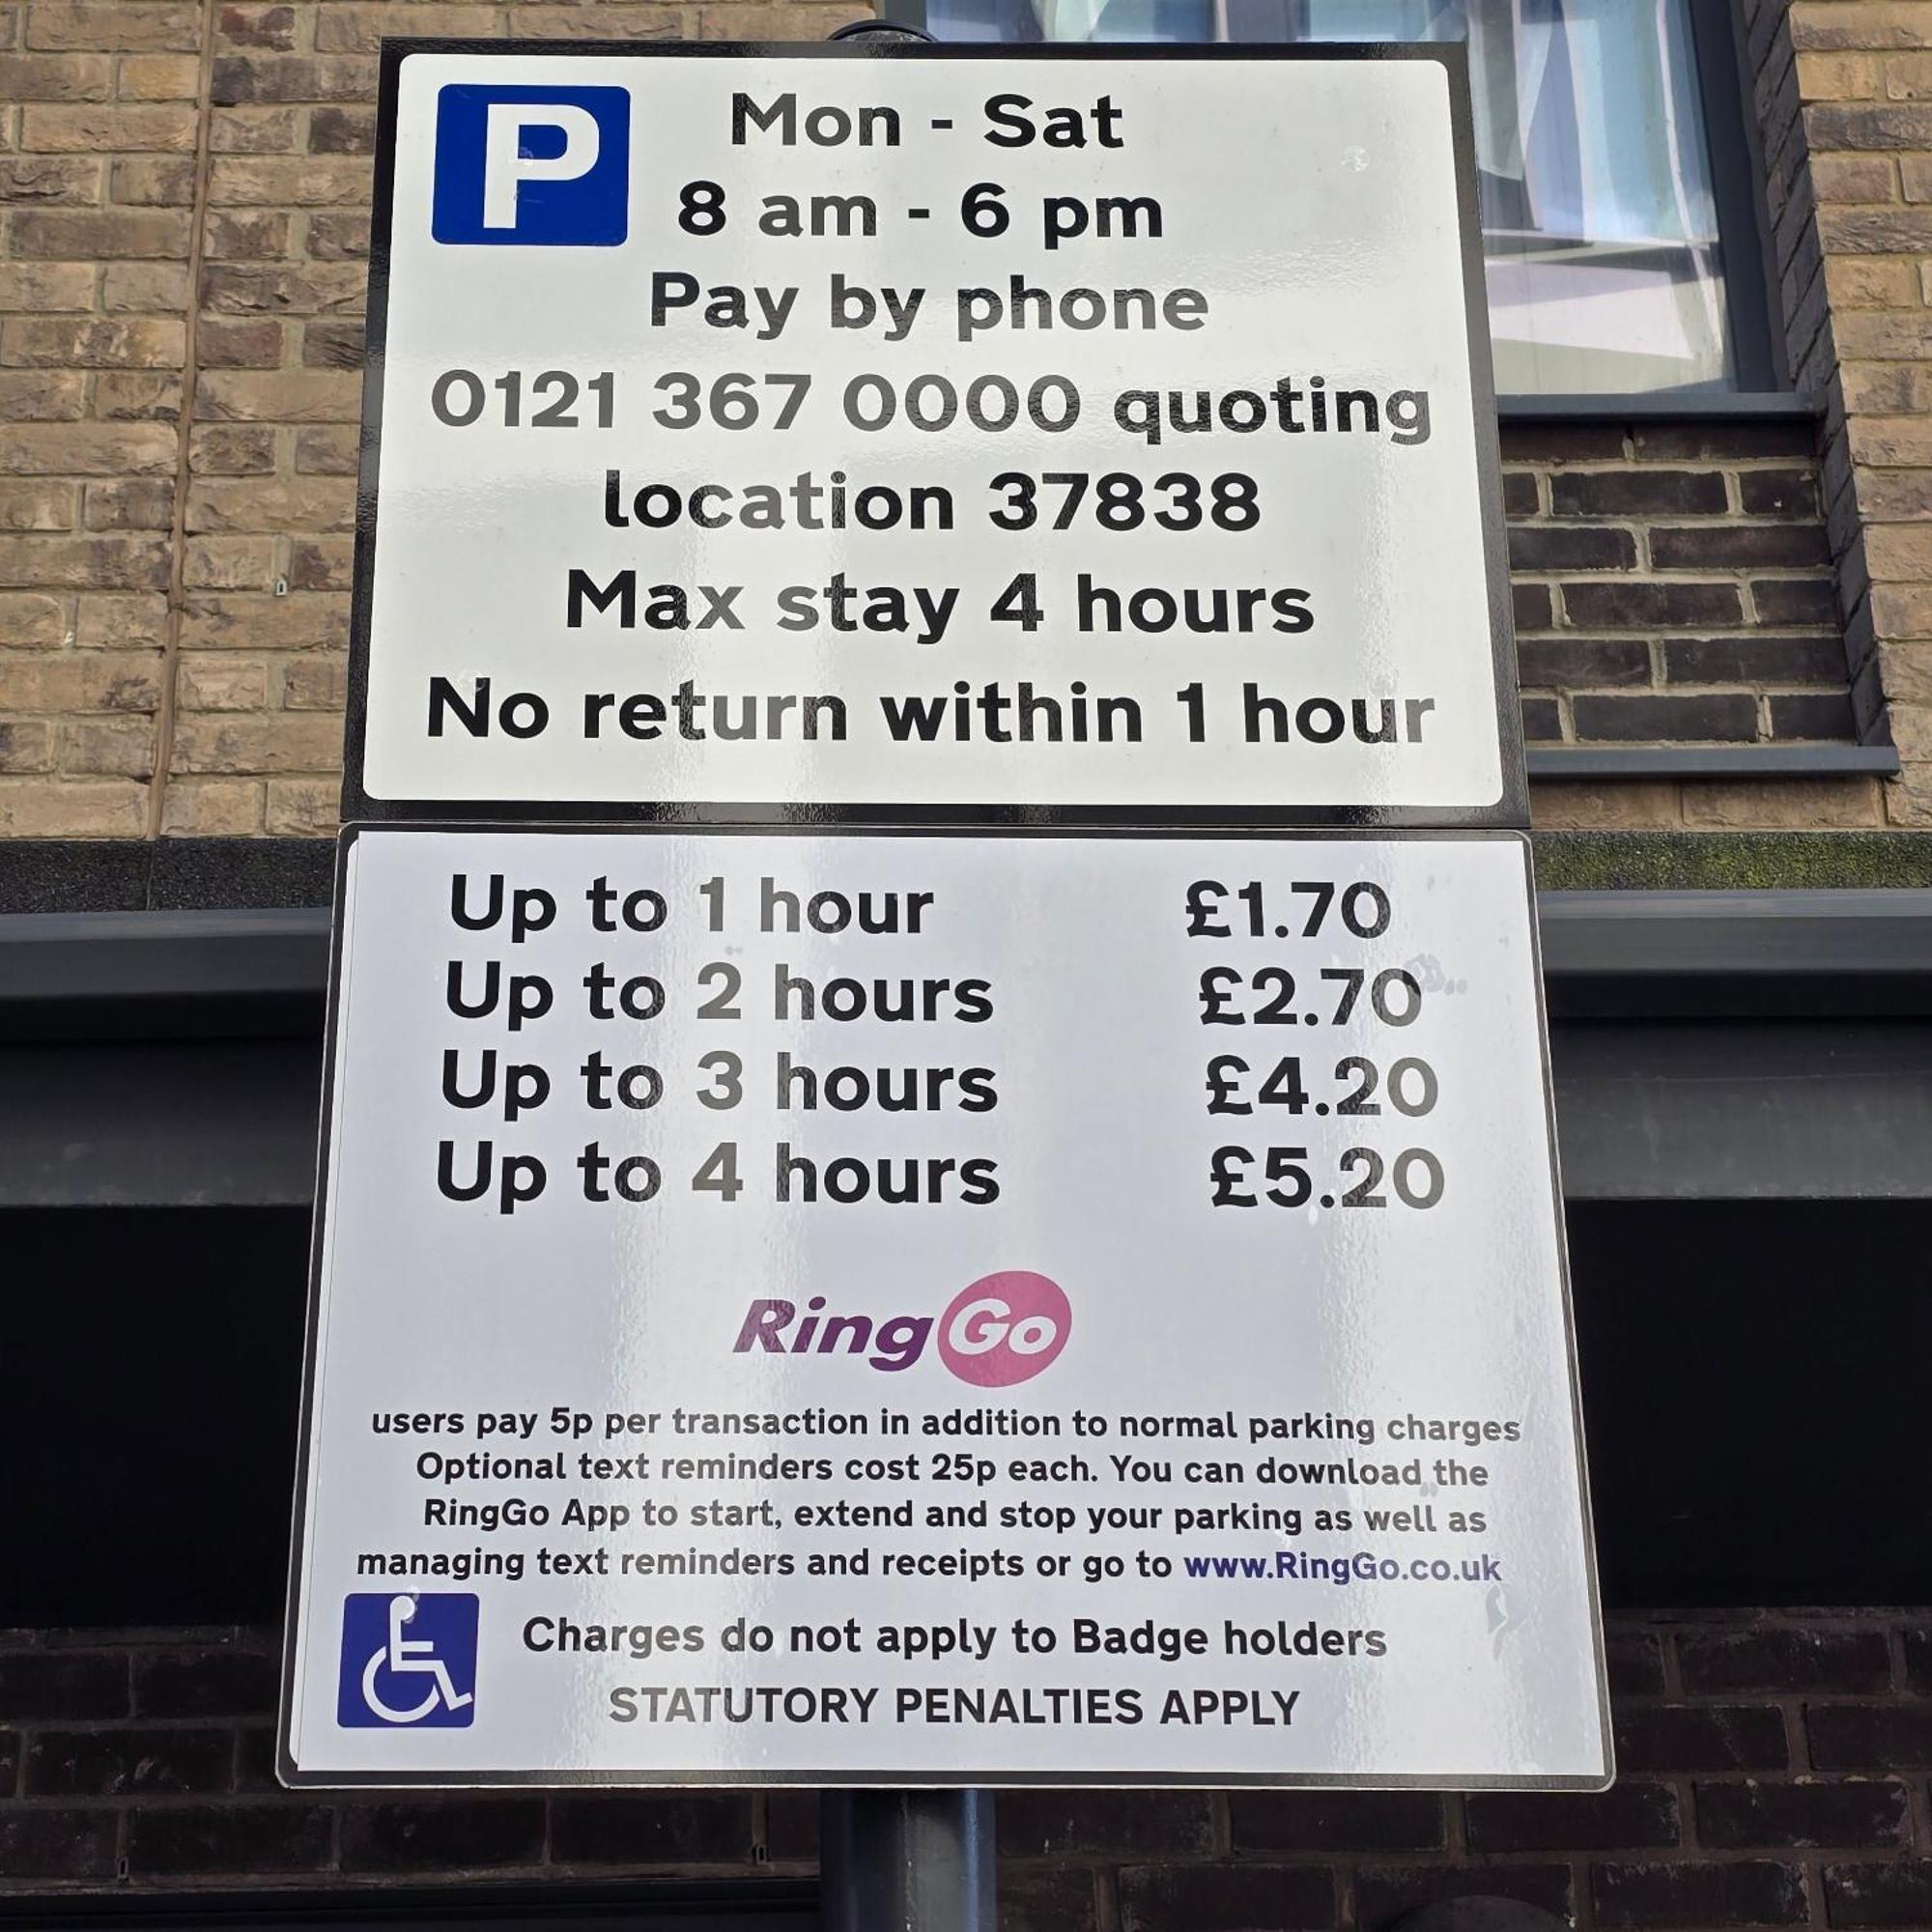 P
Mon - Sat
8 am - 6 pm
Pay by phone
0121 367 0000 quoting
location 37838
Max stay 4 hours
No return within 1 hour
Up to 1 hour £1.70
Up to 2 hours £2.70
Up to 3 hours £4.20
Up to 4 hours £5.20
RingGo
users pay 5p per transaction in addition to normal parking charges
Optional text reminders cost 25p each. You can download the
RingGo App to start, extend and stop your parking as well as
managing text reminders and receipts or go to www.RingGo.co.uk
Charges do not apply to Badge holders
STATUTORY PENALTIES APPLY